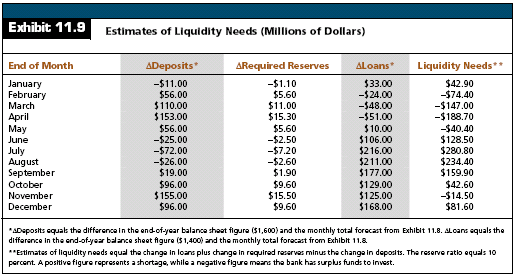 Exhibit 11.9 Estimates of Liquidity Needs (Millions of Dollars)
End of Month ΔDeposits* ΔRequired Reserves ΔLoans* Liquidity Needs**
January –$11.00 –$1.10 $33.00 $42.90
February $56.00 $5.60 –$24.00 –$74.40
March $110.00 $11.00 –$48.00 –$147.00
April $153.00 $15.30 –$51.00 –$188.70
May $56.00 $5.60 $10.00 –$40.40
June –$25.00 –$2.50 $106.00 $128.50
July –$72.00 –$7.20 $216.00 $280.80
August –$26.00 –$2.60 $211.00 $234.40
September $19.00 $1.90 $177.00 $159.90
October $96.00 $9.60 $129.00 $42.60
November $155.00 $15.50 $125.00 –$14.50
December $96.00 $9.60 $168.00 $81.60
*ΔDeposits equals the difference in the end-of-year balance sheet figure ($1,600) and the monthly total forecast from Exhibit 11.8. ΔLoans equals the
difference in the end-of-year balance sheet figure ($1,400) and the monthly total forecast from Exhibit 11.8.
**Estimates of liquidity needs equal the change in loans plus change in required reserves minus the change in deposits. The reserve ratio equals 10
percent. A positive figure represents a shortage, while a negative figure means the bank has surplus funds to invest.